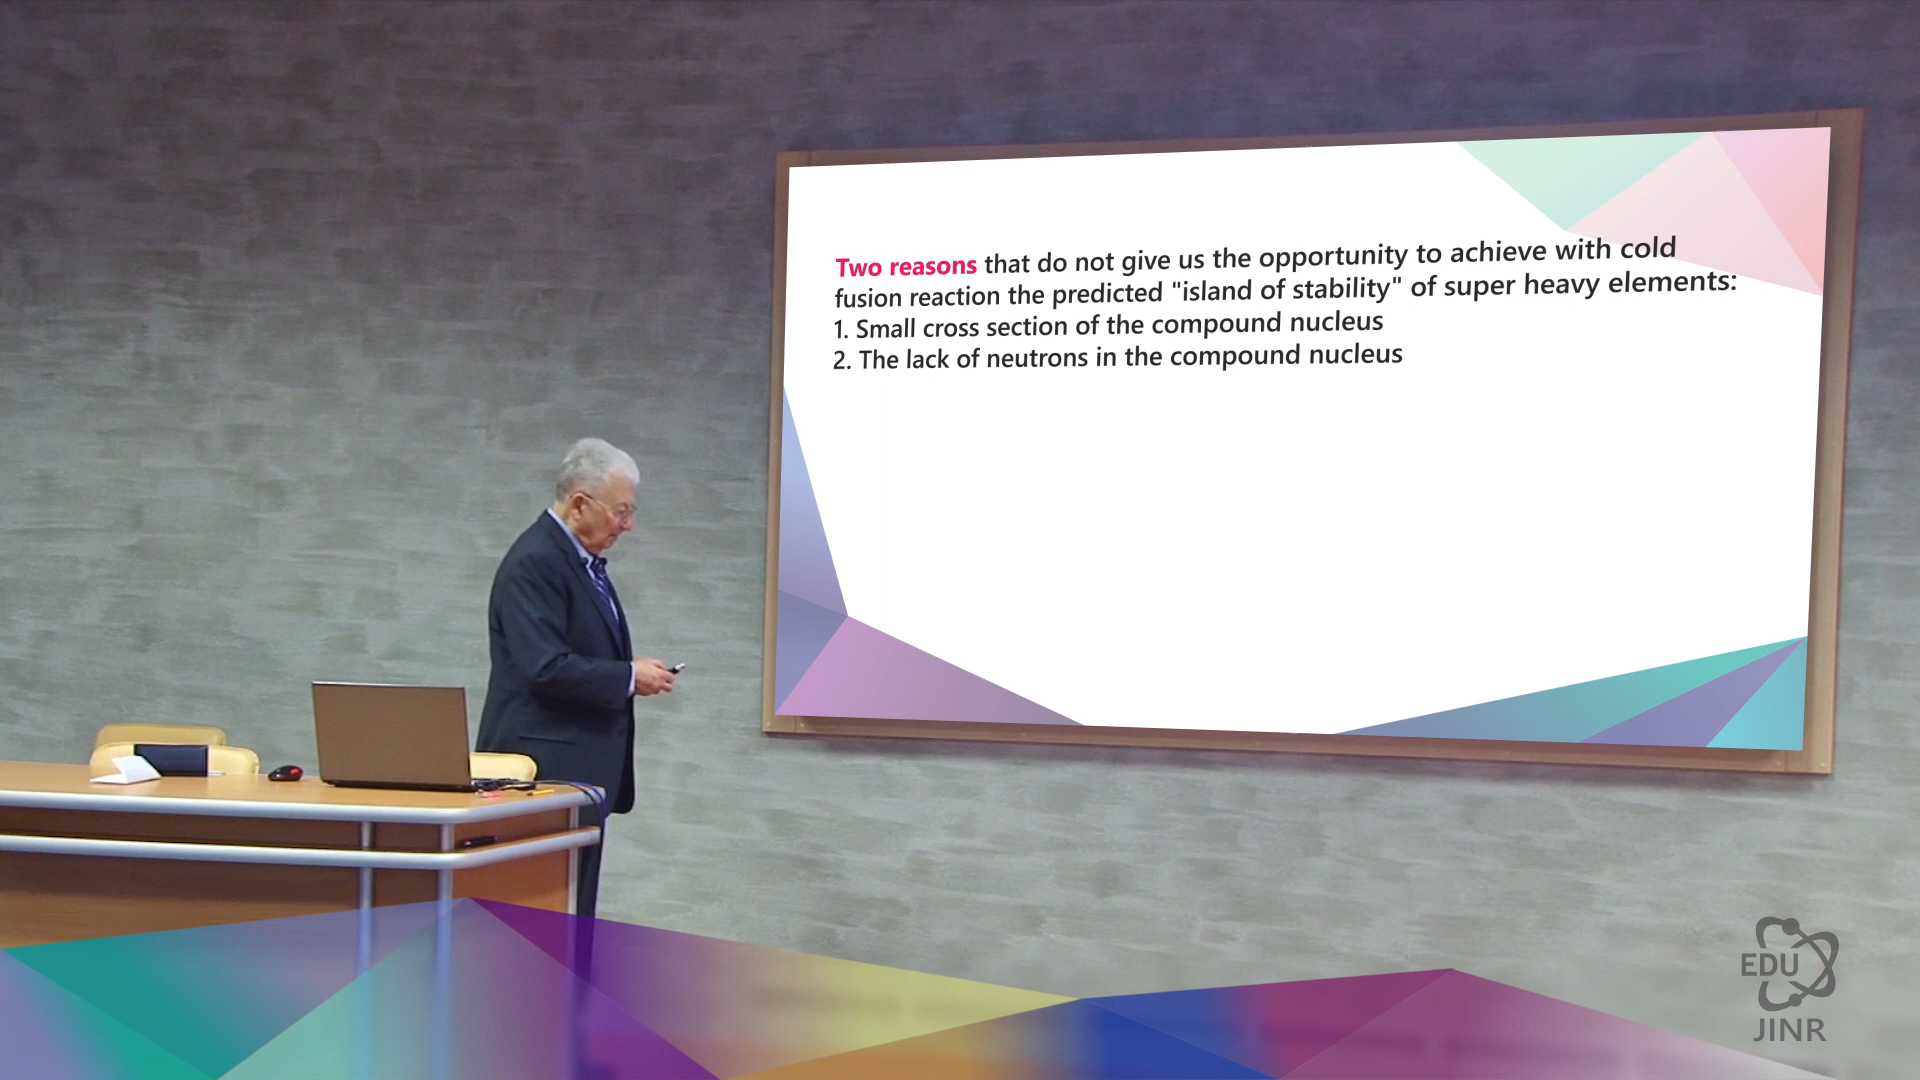 Two reasons that do not give us the opportunity to achieve with cold
fusion reaction the predicted "island of stability" of super heavy elements:
1. Small cross section of the compound nucleus
2. The lack of neutrons in the compound nucleus
EDU
JINR